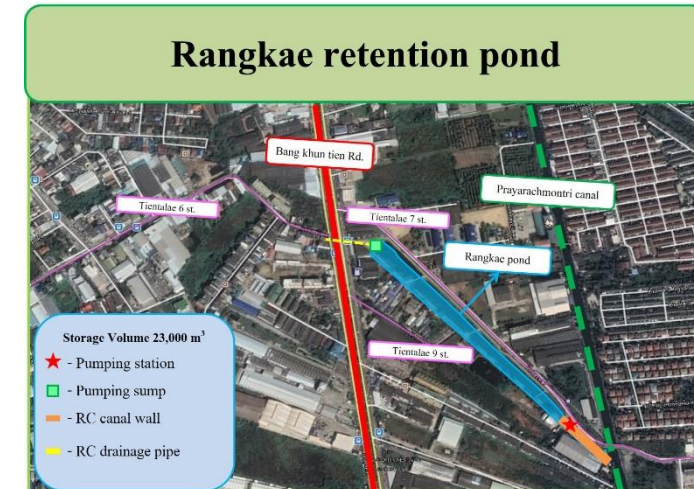 Rangkae retention pond
Bang khun tien Rd.
Prayarachmontri canal
Tientalae 6 st.
Tientalae 7 st.
Rangkae pond
Tientalae 9 st.
Storage Volume 23,000 m³
- Pumping station
- Pumping sump
- RC canal wall
- RC drainage pipe